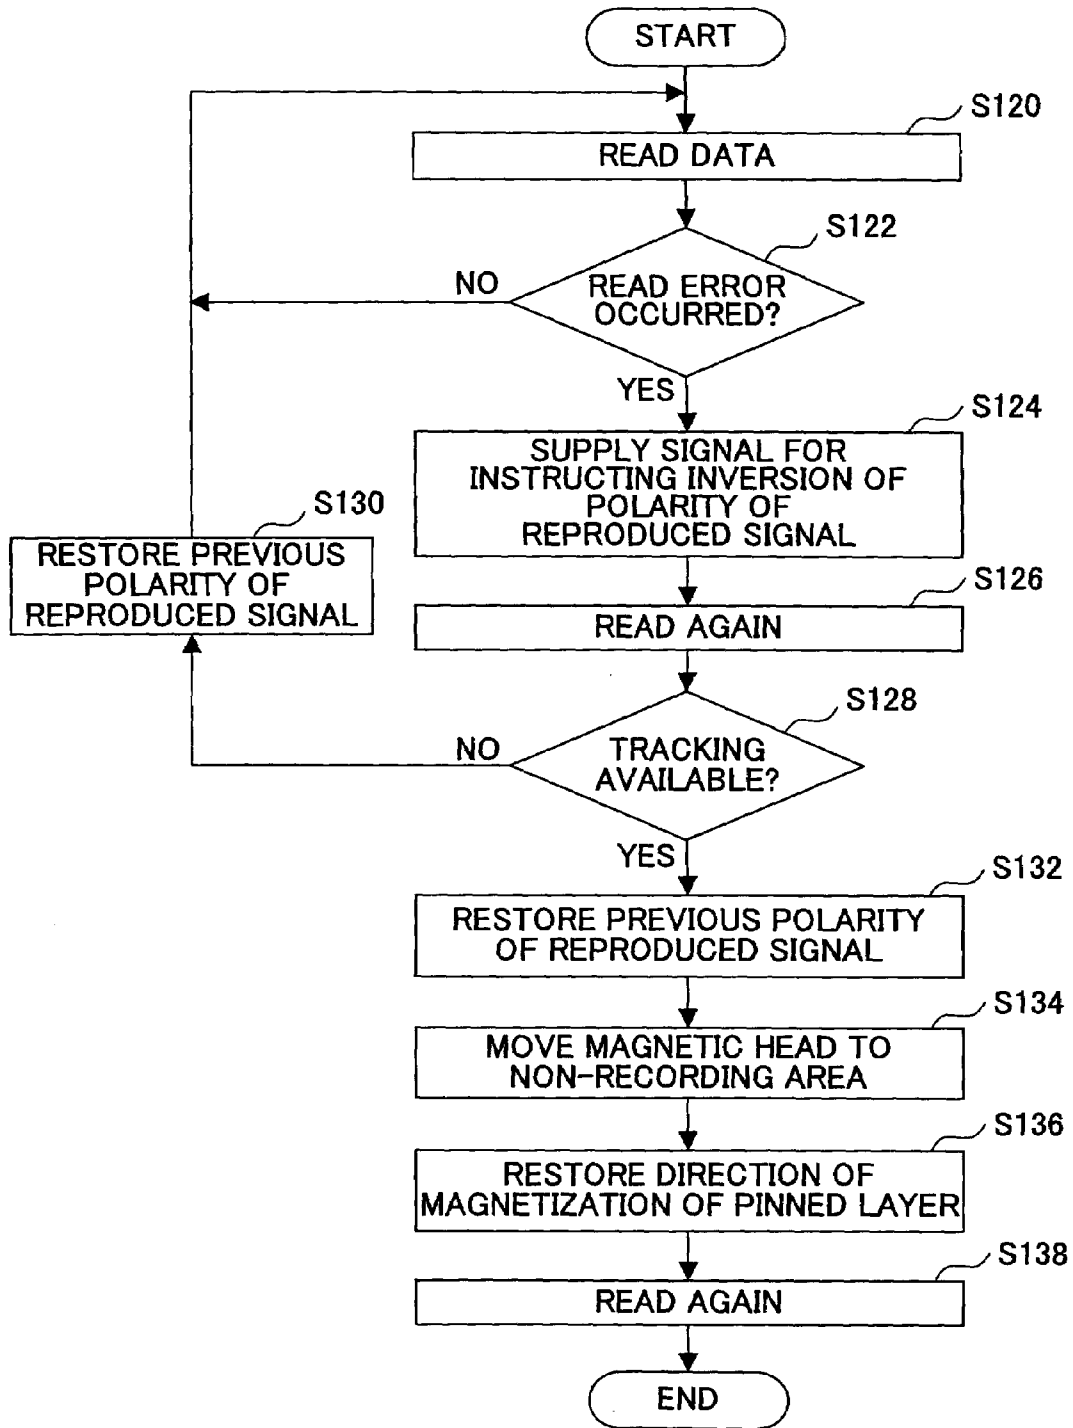 START
S120
READ DATA
S122
NO
READ ERROR
OCCURRED?
YES
S124
SUPPLY SIGNAL FOR
INSTRUCTING INVERSION OF
POLARITY OF
REPRODUCED SIGNAL
S130
RESTORE PREVIOUS
POLARITY OF
REPRODUCED SIGNAL
S126
READ AGAIN
S128
NO
TRACKING
AVAILABLE?
YES
S132
RESTORE PREVIOUS POLARITY
OF REPRODUCED SIGNAL
S134
MOVE MAGNETIC HEAD TO
NON-RECORDING AREA
S136
RESTORE DIRECTION OF
MAGNETIZATION OF PINNED LAYER
S138
READ AGAIN
END